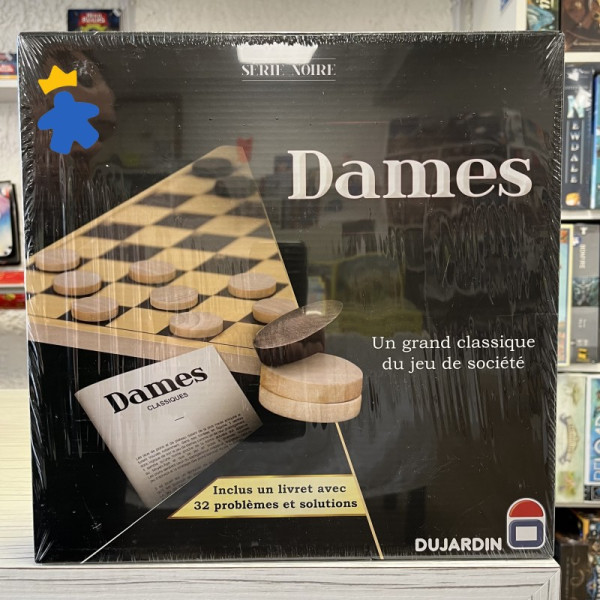 SERIE NOIRE
Dames
Un grand classique
du jeu de société
Dames
CLASSIQUES
Inclus un livret avec
32 problèmes et solutions
DUJARDIN